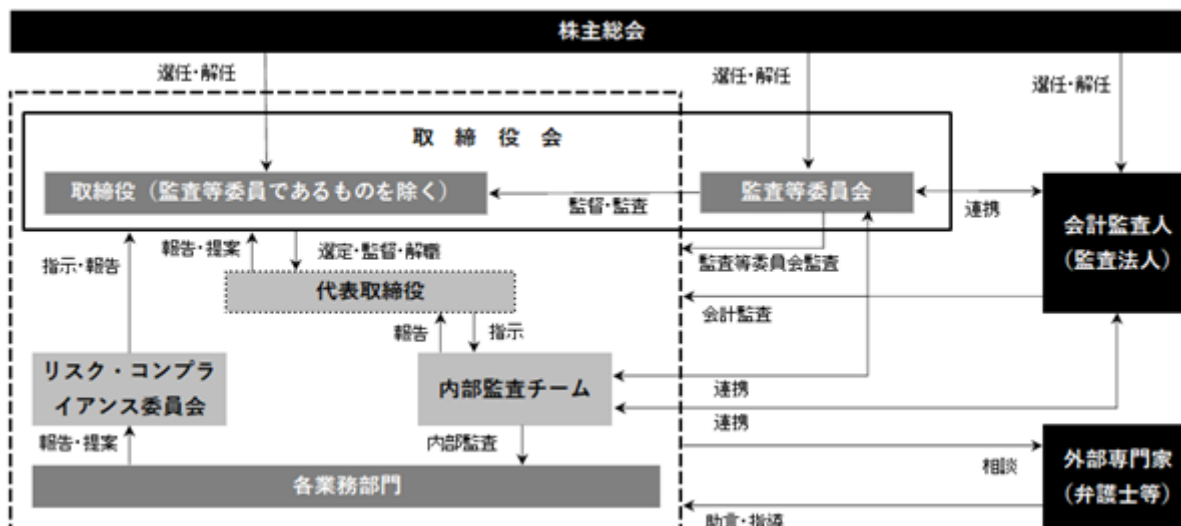 株主総会
選任・解任
選任・解任
選任・解任
取締役会
取締役（監査等委員であるものを除く）
監督・監査
監査等委員会
連携
会計監査人
（監査法人）
指示・報告
報告・提案
選定・監督・解職
監査等委員会監査
代表取締役
会計監査
報告
指示
リスク・コンプラ
イアンス委員会
内部監査チーム
連携
連携
報告・提案
内部監査
相談
外部専門家
（弁護士等）
各業務部門
助言・指導